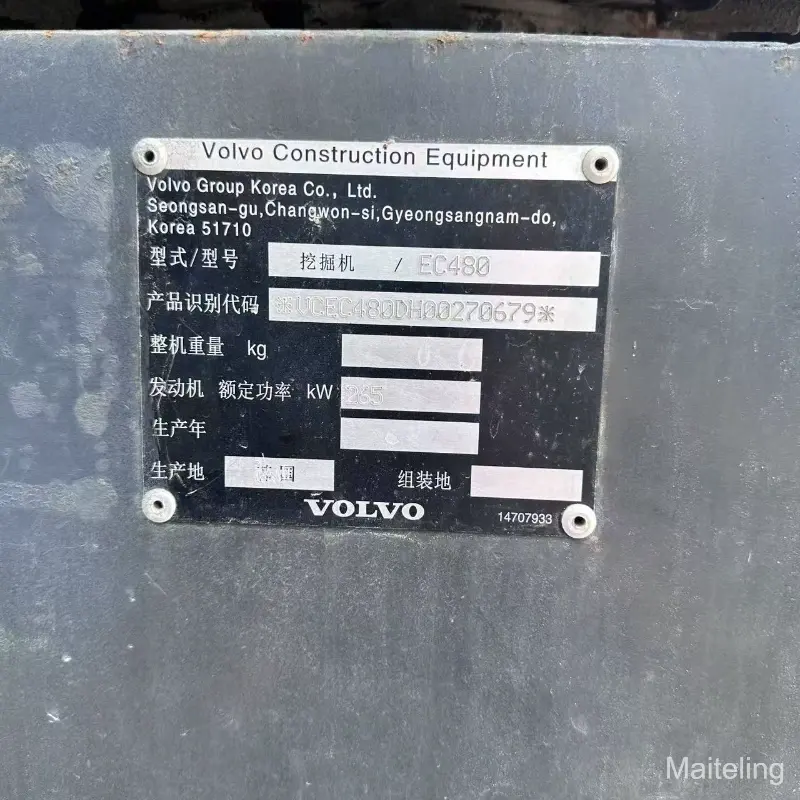 Volvo Construction Equipment
Volvo Group Korea Co., Ltd.
Seongsan-gu,Changwon-si,Gyeongsangnam-do,
Korea 51710
型式/型号 挖掘机 / EC480
产品识别代码 *VCEC480DH00270679*
整机重量 kg
发动机 额定功率 kW 265
生产年
生产地 组装地
VOLVO 14707933
Maiteling